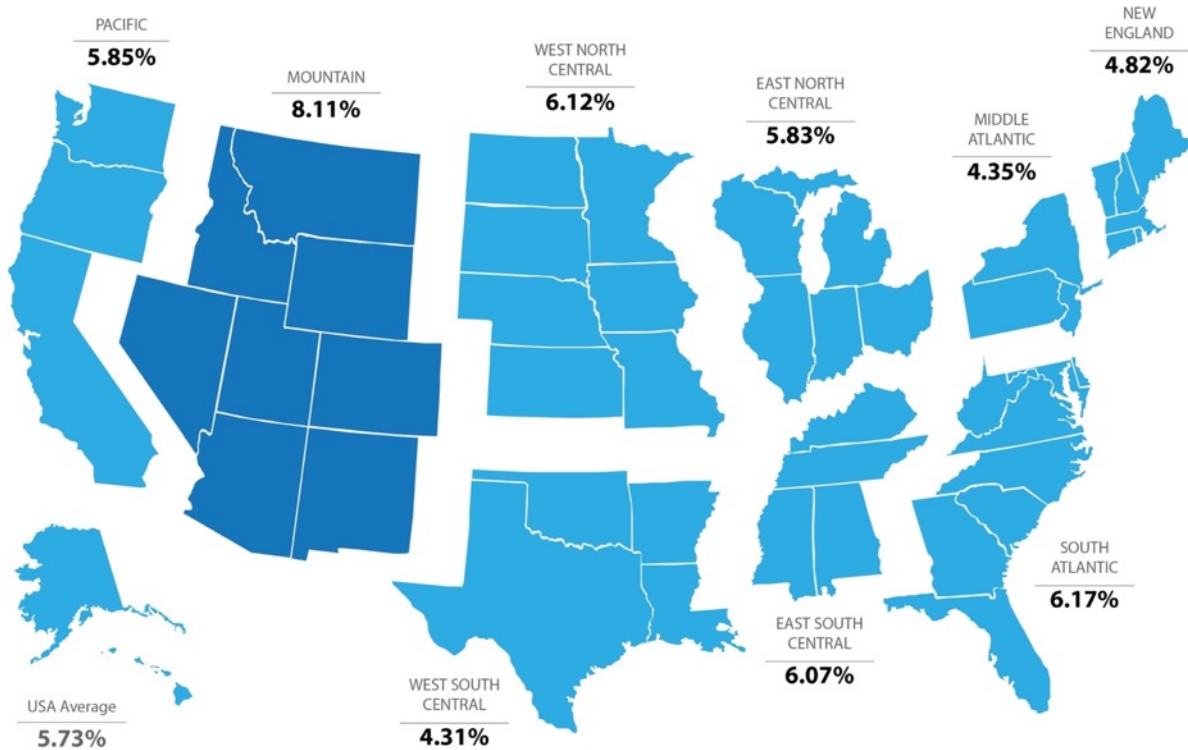 PACIFIC
5.85%
MOUNTAIN
8.11%
WEST NORTH
CENTRAL
6.12%
EAST NORTH
CENTRAL
5.83%
MIDDLE
ATLANTIC
4.35%
NEW
ENGLAND
4.82%
SOUTH
ATLANTIC
6.17%
EAST SOUTH
CENTRAL
6.07%
WEST SOUTH
CENTRAL
4.31%
USA Average
5.73%